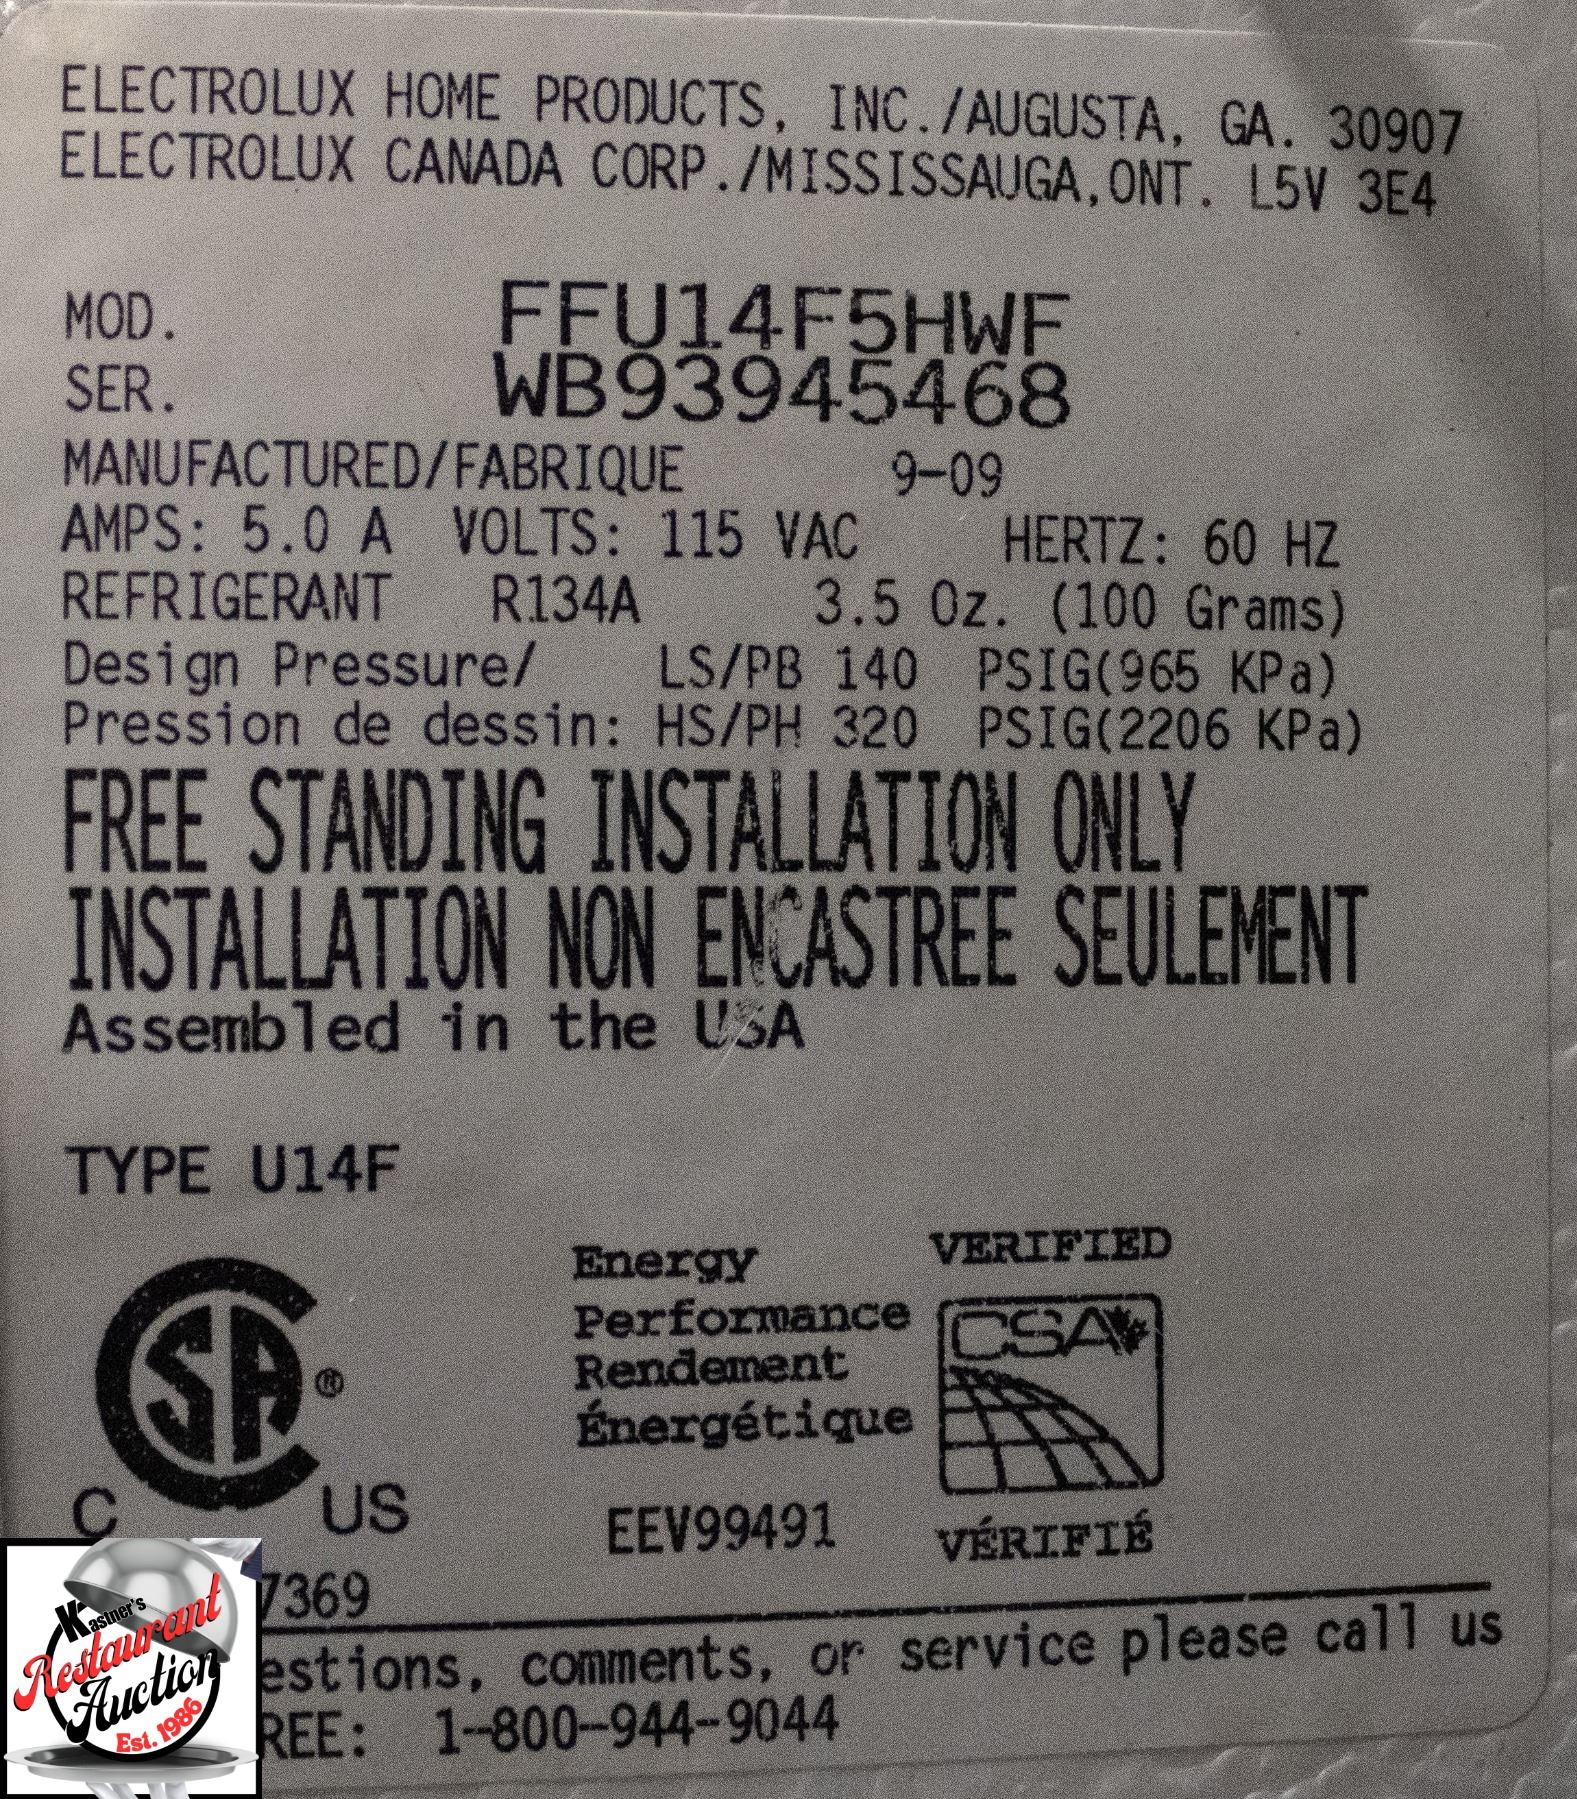 ELECTROLUX HOME PRODUCTS, INC./AUGUSTA, GA. 30907
ELECTROLUX CANADA CORP./MISSISSAUGA,ONT. L5V 3E4
MOD. FFU14F5HWF
SER. WB93945468
MANUFACTURED/FABRIQUE 9-09
AMPS: 5.0 A VOLTS: 115 VAC HERTZ: 60 HZ
REFRIGERANT R134A 3.5 Oz. (100 Grams)
Design Pressure/ LS/PB 140 PSIG(965 KPa)
Pression de dessin: HS/PH 320 PSIG(2206 KPa)
FREE STANDING INSTALLATION ONLY
INSTALLATION NON ENCASTREE SEULEMENT
Assembled in the USA
TYPE U14F
Energy
Performance
Rendement
Énergétique
VERIFIED
CSA
VÉRIFIÉ
SA ®
C US
EEV99491
7369
estions, comments, or service please call us
REE: 1-800-944-9044
Kastner's
Restaurant
Auction
Est. 1986